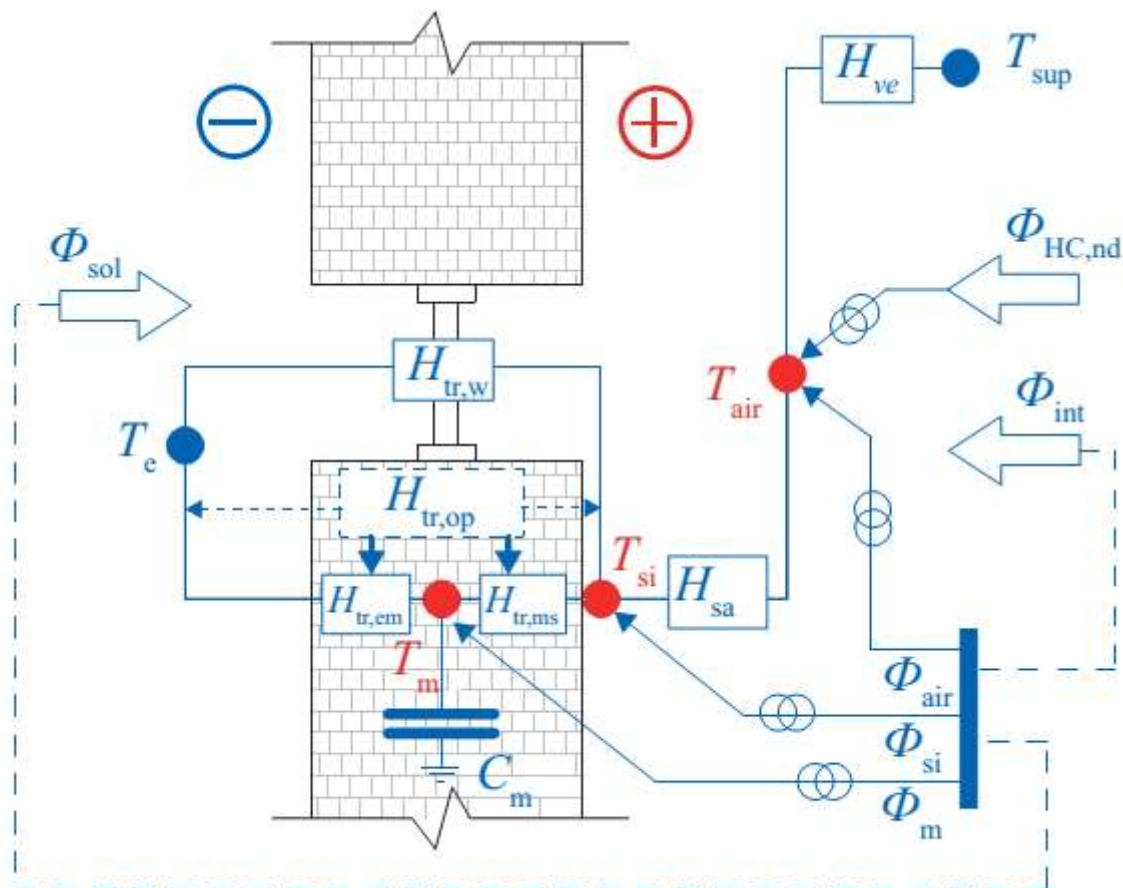 H_ve
T_sup
Φ_sol
Φ_HC,nd
H_tr,w
T_air
Φ_int
T_e
H_tr,op
T_si
H_tr,em
H_tr,ms
H_sa
T_m
Φ_air
Φ_si
C_m
Φ_m